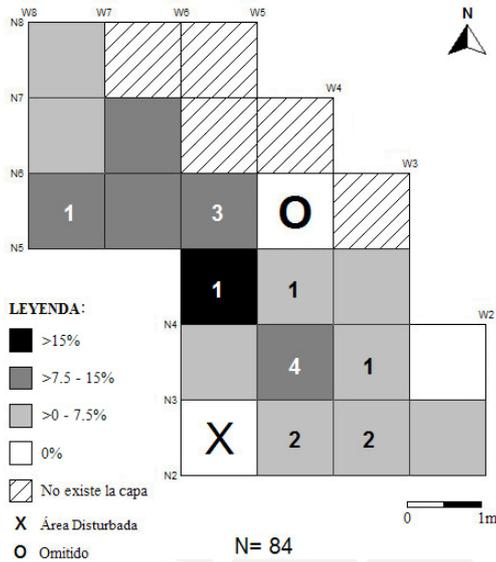 W8 W7 W6 W5
N
N8
N7
W4
N6
W3
1 3 O
N5
1 1
LEYENDA:
>15%
N4
W2
>7.5 - 15%
4 1
>0 - 7.5%
N3
0%
X 2 2
N2
No existe la capa
X Área Disturbada
0 1m
O Omitido
N= 84